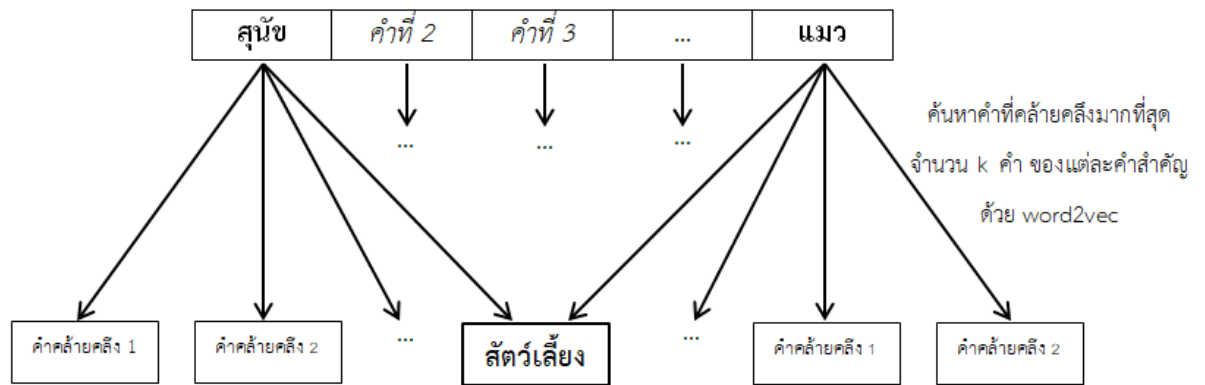 สุนัข คำที่ 2 คำที่ 3 ... แมว
... ... ...
ค้นหาคำที่คล้ายคลึงมากที่สุด
จำนวน k คำ ของแต่ละคำสำคัญ
ด้วย word2vec
คำคล้ายคลึง 1 คำคล้ายคลึง 2 ... สัตว์เลี้ยง ... คำคล้ายคลึง 1 คำคล้ายคลึง 2